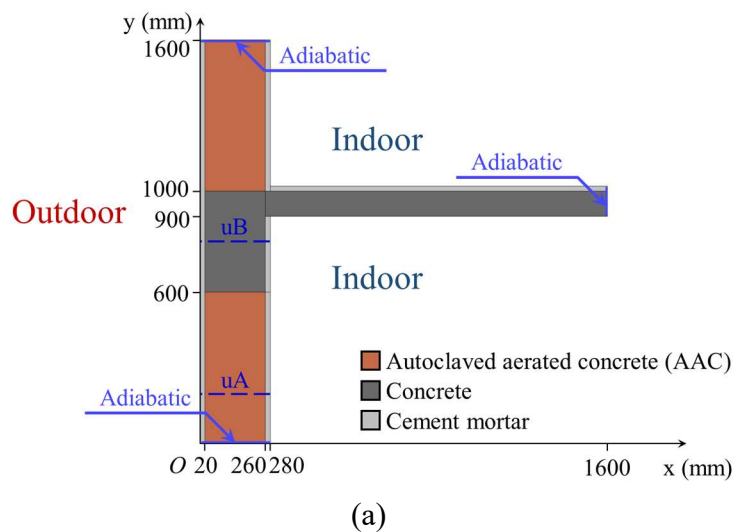 y (mm)
1600
Adiabatic
Indoor
Adiabatic
1000
Outdoor
900
uB
Indoor
600
Autoclaved aerated concrete (AAC)
uA
Concrete
Adiabatic
Cement mortar
O 20 260 280 1600 x (mm)
(a)